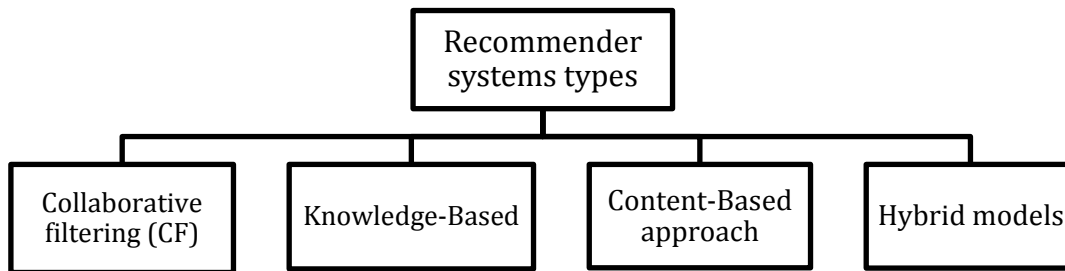 Recommender
systems types
Collaborative
filtering (CF)
Knowledge-Based
Content-Based
approach
Hybrid models